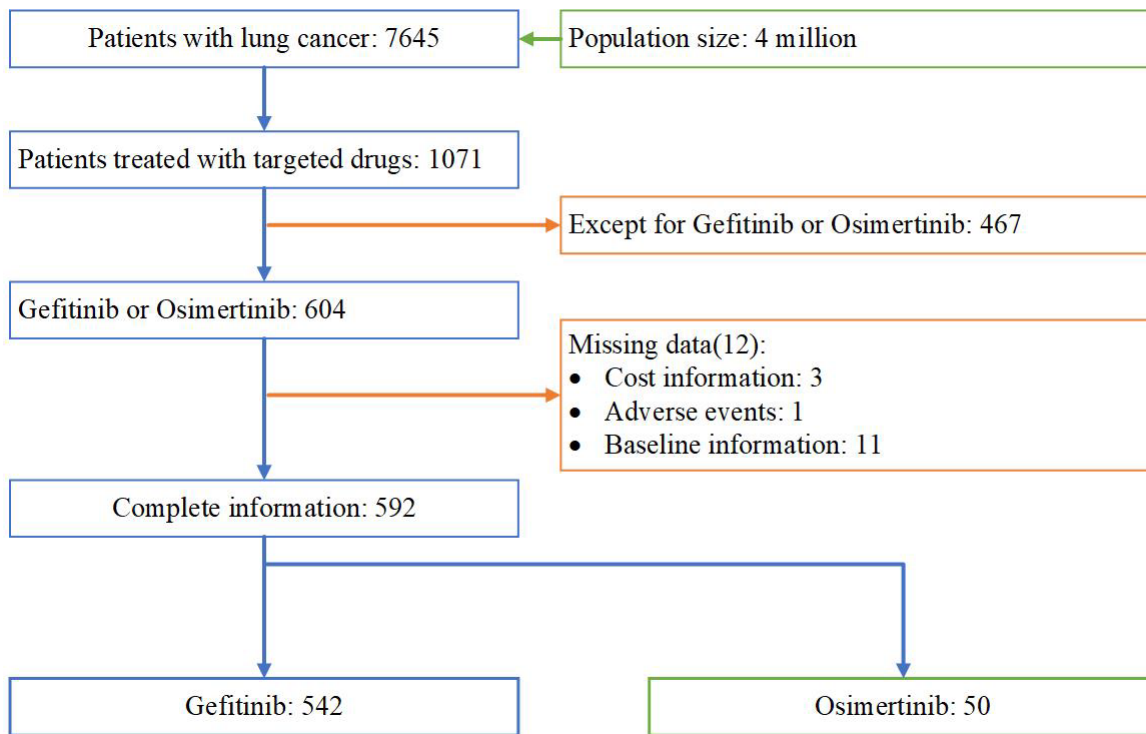 Patients with lung cancer: 7645
Population size: 4 million
Patients treated with targeted drugs: 1071
Except for Gefitinib or Osimertinib: 467
Gefitinib or Osimertinib: 604
Missing data(12):
• Cost information: 3
• Adverse events: 1
• Baseline information: 11
Complete information: 592
Gefitinib: 542
Osimertinib: 50